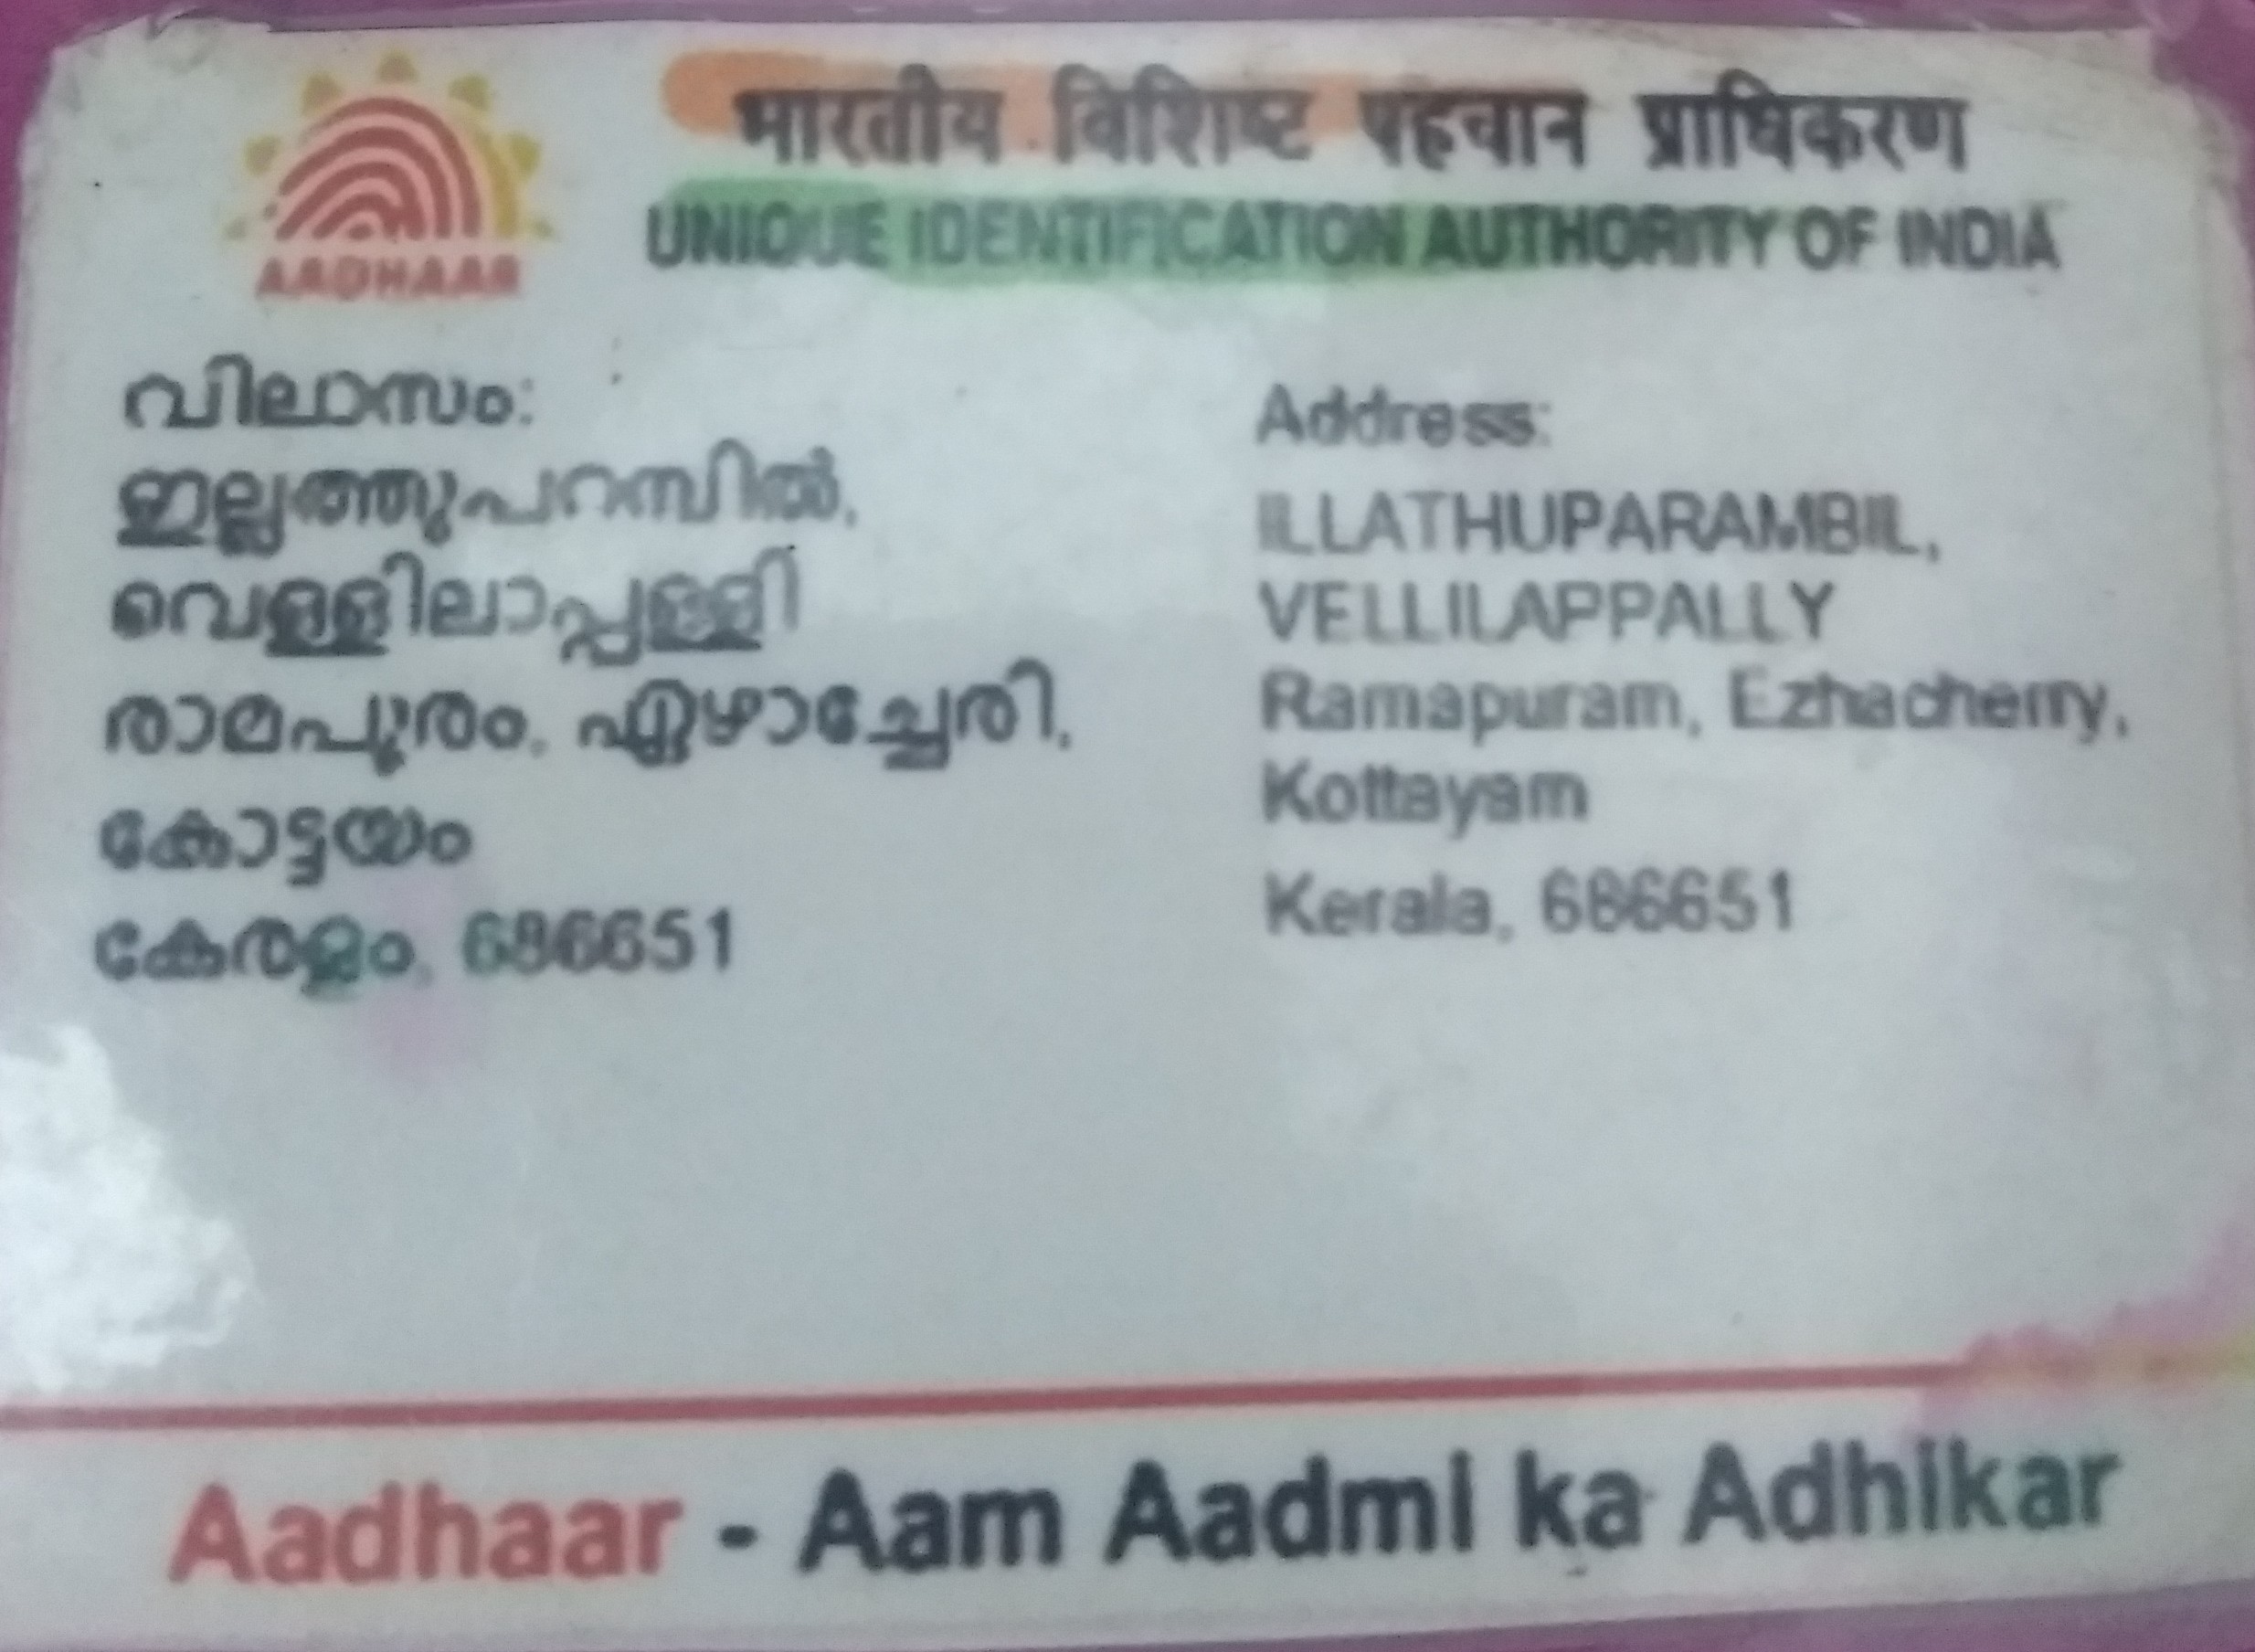 भारतीय विशिष्ट पहचान प्राधिकरण
UNIQUE IDENTIFICATION AUTHORITY OF INDIA
AADHAAR
വിലാസം:
ഇല്ലത്തുപറമ്പിൽ,
വെള്ളിലാപ്പള്ളി
രാമപുരം, ഏഴാച്ചേരി,
കോട്ടയം
കേരളം, 686651
Address:
ILLATHUPARAMBIL,
VELLILAPPALLY
Ramapuram, Ezhacherry,
Kottayam
Kerala, 686651
Aadhaar - Aam Aadmi ka Adhikar